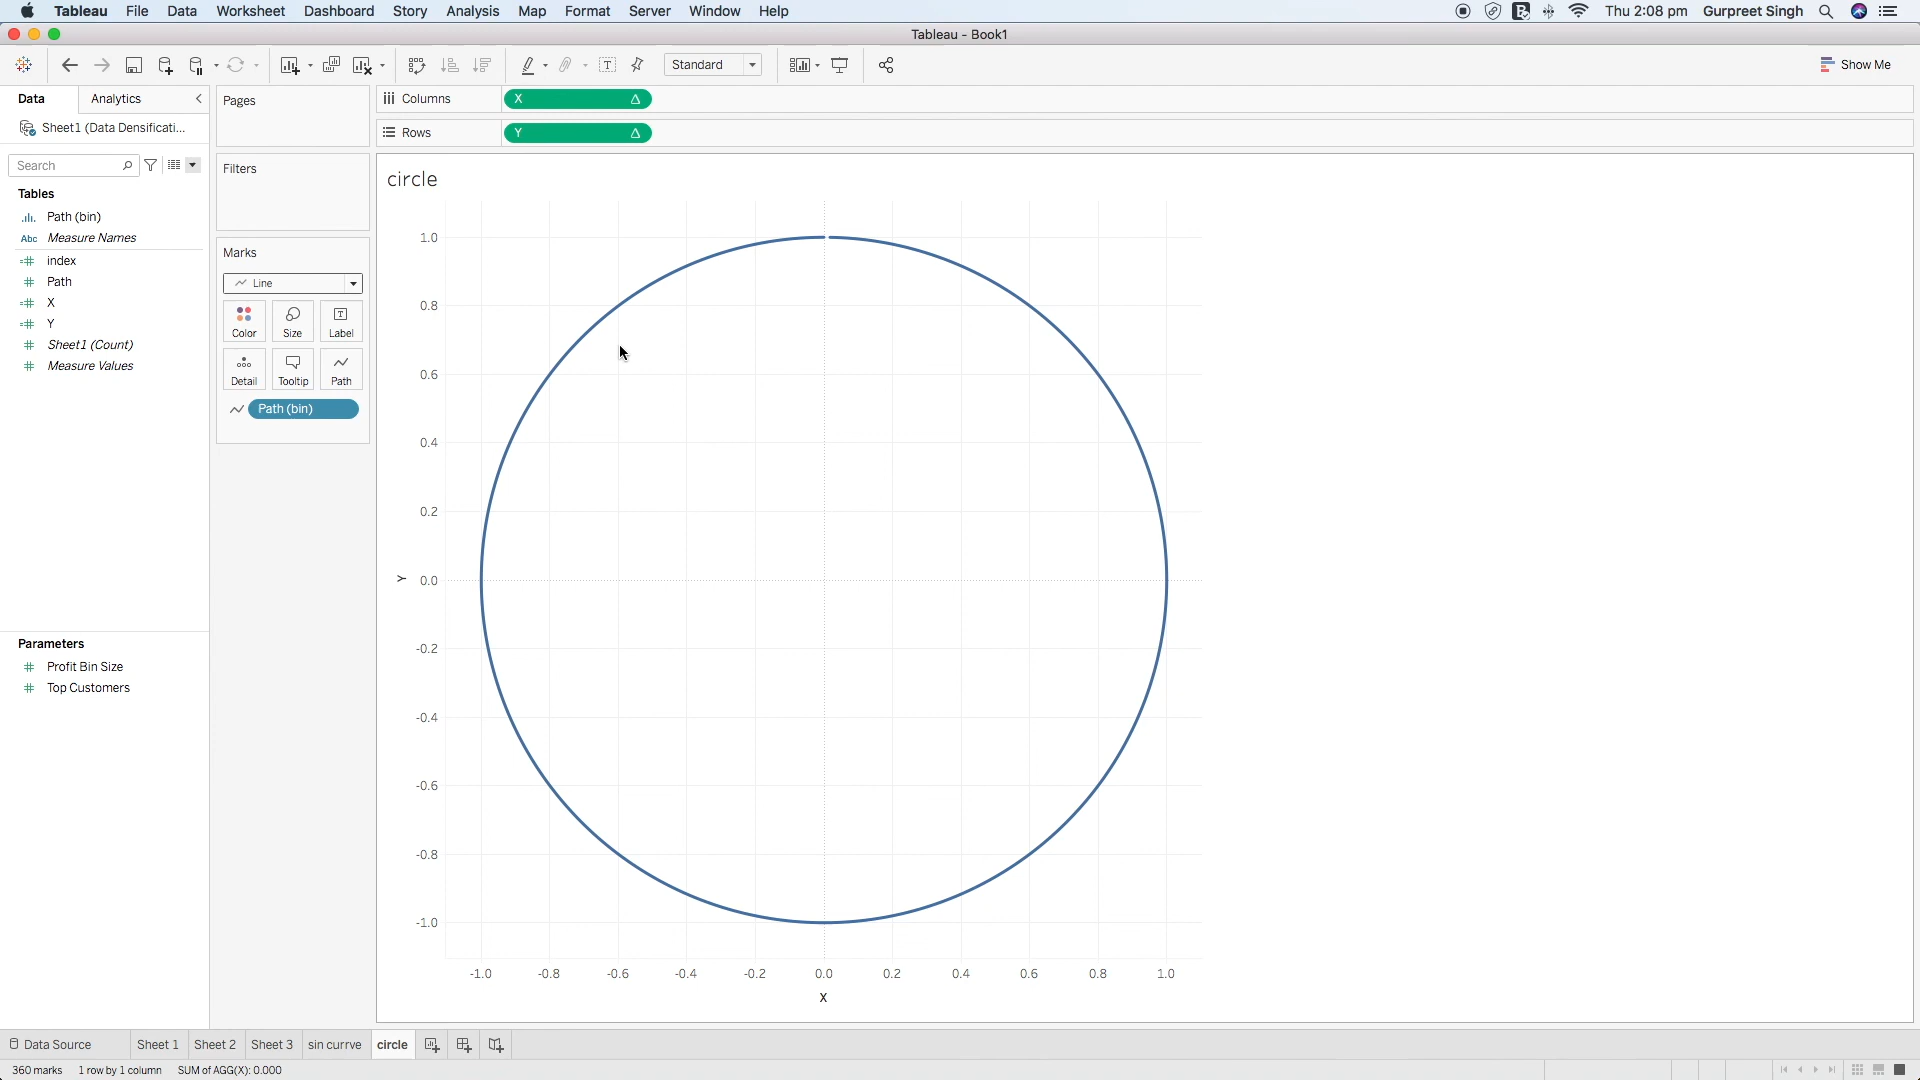 Tableau File Data Worksheet Dashboard Story Analysis Map Format Server Window Help Thu 2:08 pm Gurpreet Singh
Tableau - Book1
Standard Show Me
Data Analytics
Sheet1 (Data Densificati...
Search
Tables
Path (bin)
Abc Measure Names
index
Path
X
Y
Sheet1 (Count)
Measure Values
Parameters
Profit Bin Size
Top Customers
Pages
Filters
Marks
Line
Color Size Label
Detail Tooltip Path
Path (bin)
Columns X
Rows Y
circle
1.0
0.8
0.6
0.4
0.2
0.0
-0.2
-0.4
-0.6
-0.8
-1.0
Y
-1.0 -0.8 -0.6 -0.4 -0.2 0.0 0.2 0.4 0.6 0.8 1.0
X
Data Source Sheet 1 Sheet 2 Sheet 3 sin currve circle
360 marks 1 row by 1 column SUM of AGG(X): 0.000